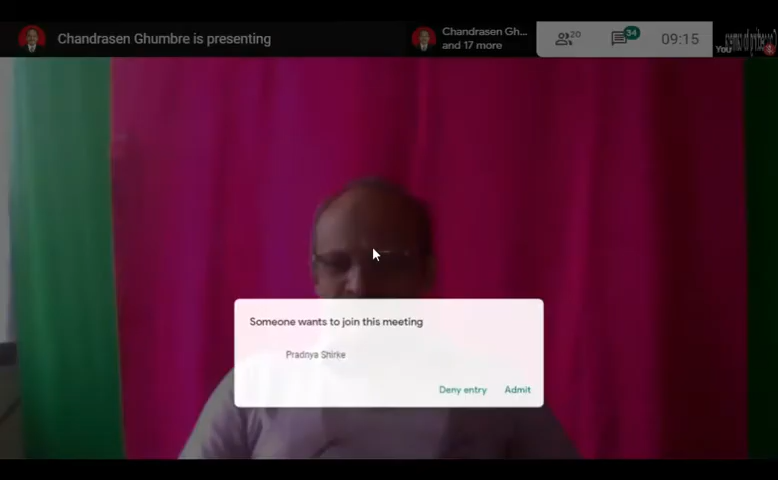 Chandrasen Ghumbre is presenting
Chandrasen Gh...
and 17 more
20
34
09:15
You
Someone wants to join this meeting
Pradnya Shirke
Deny entry
Admit